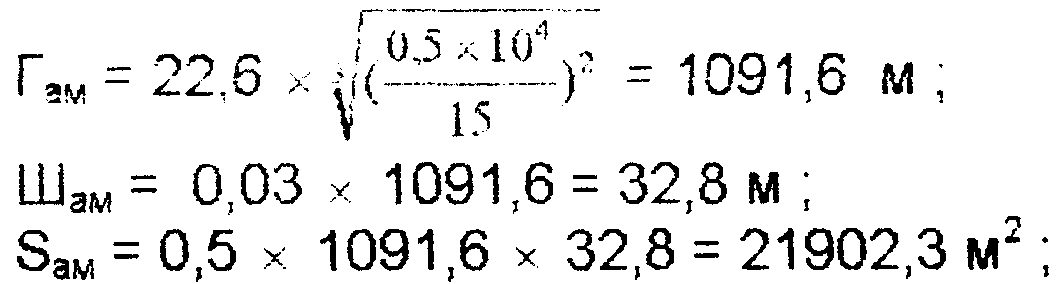 Гам = 22,6 × ∛((0,5 × 10⁴ / 15)²) = 1091,6 м ;
Шам = 0,03 × 1091,6 = 32,8 м ;
Sам = 0,5 × 1091,6 × 32,8 = 21902,3 м² ;